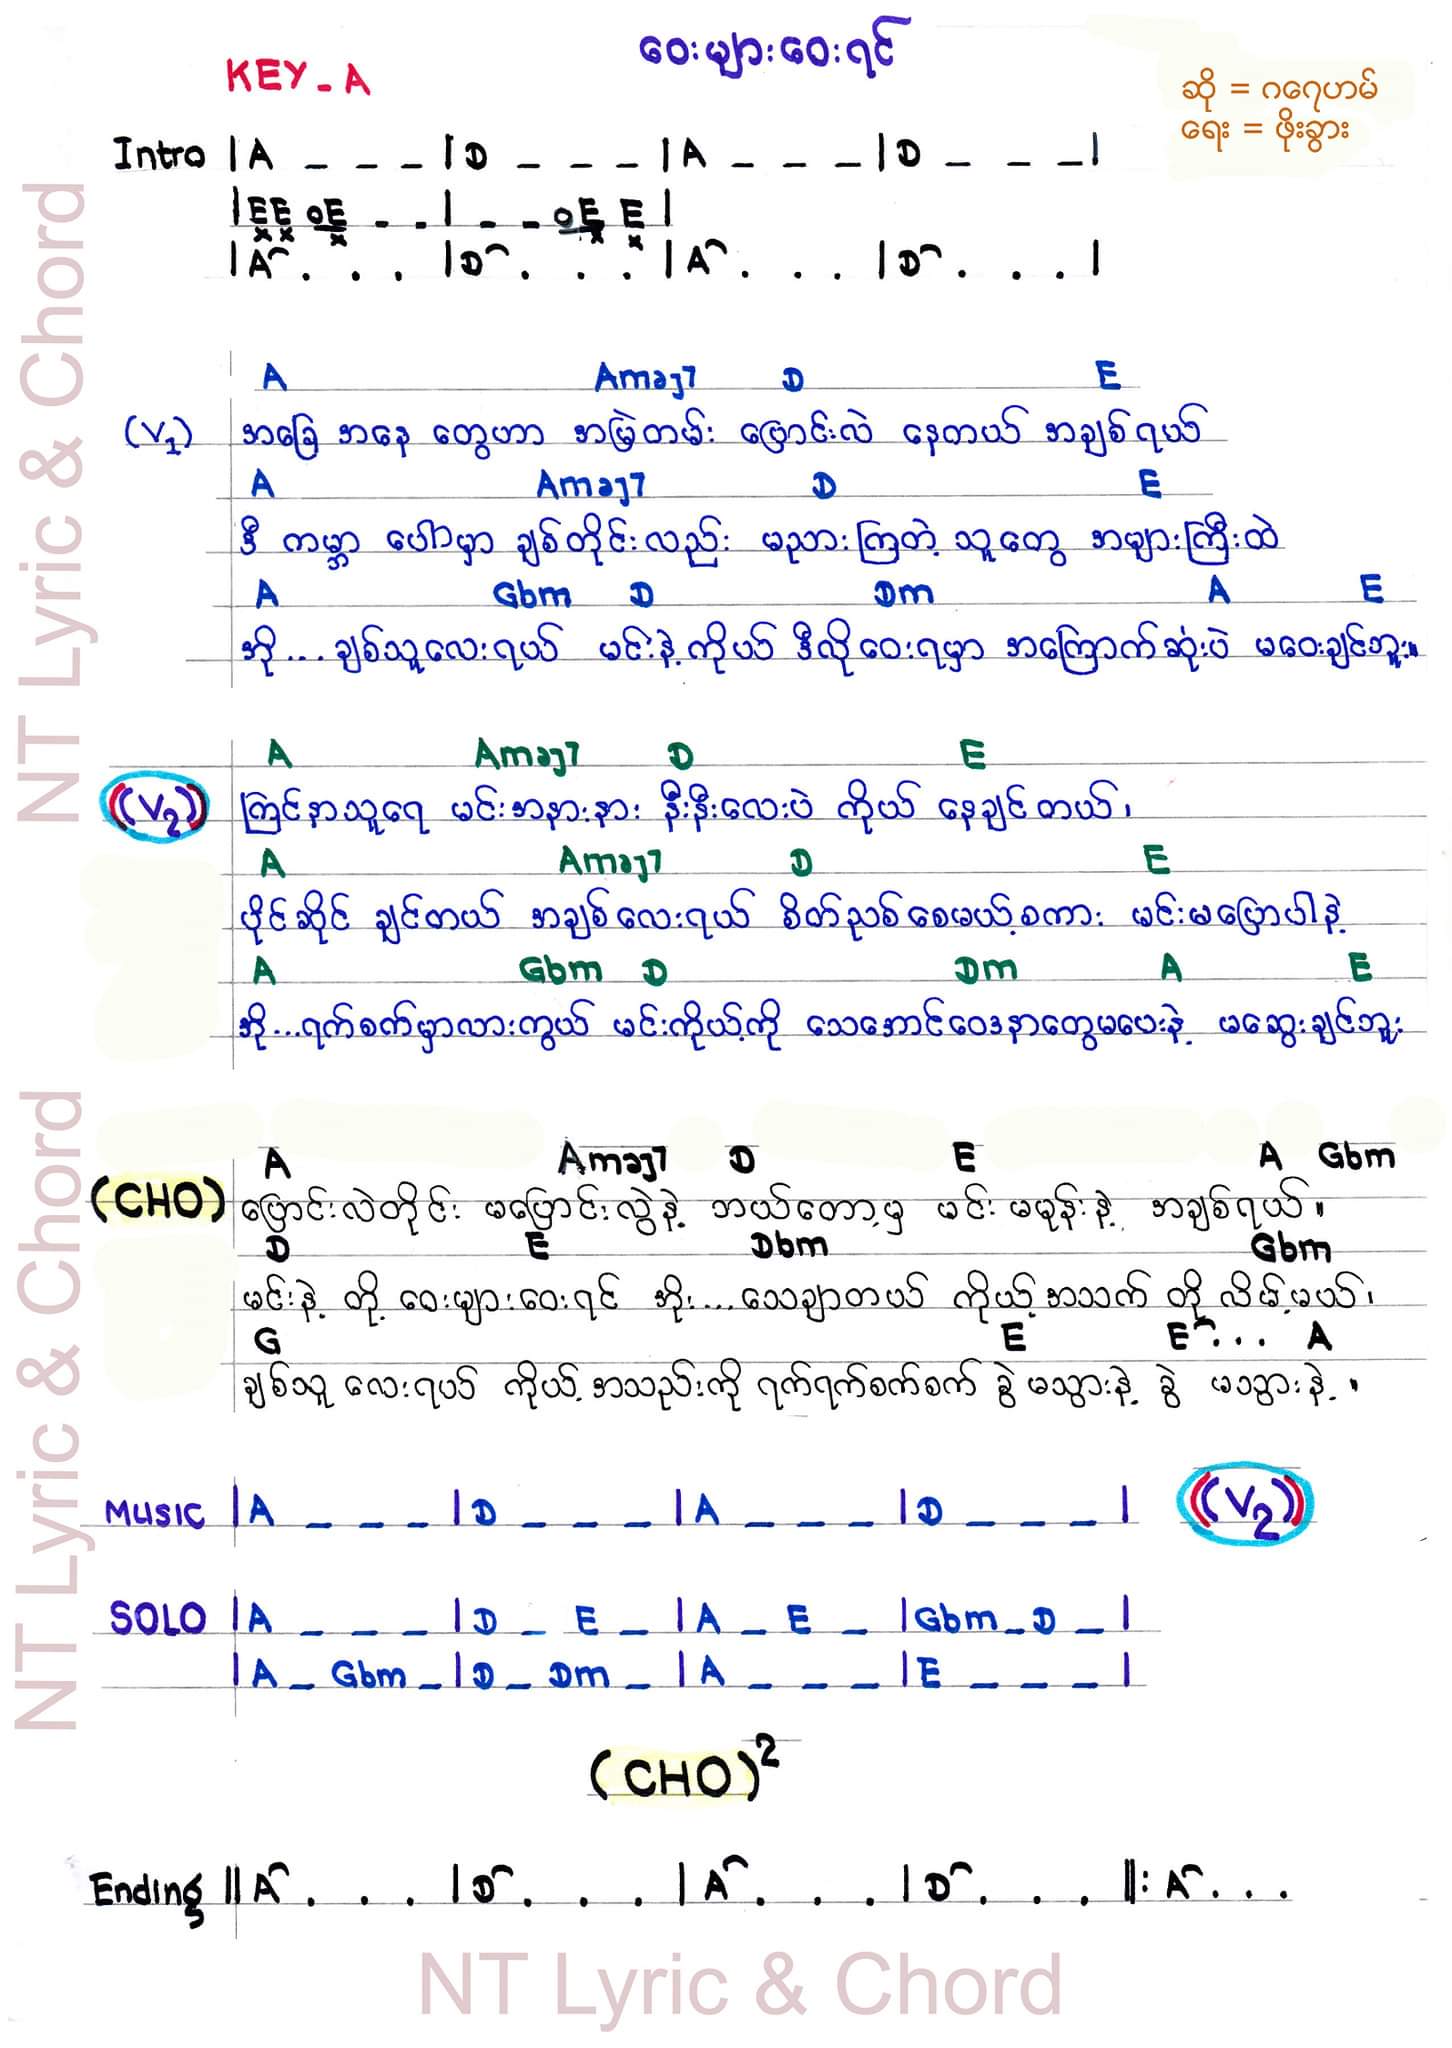 ဝေးများဝေးရင်
KEY - A
ဆို = ဂရေဟမ်
ရေး = ဖိုးခွား
Intro | A _ _ _ | D _ _ _ | A _ _ _ | D _ _ _ |
| E E o E - - | - - o E E |
x x x x x
| A . . . | D . . . | A . . . | D . . . |
A Amaj7 D E
(V1) အခြေ အနေ တွေဟာ အမြဲတမ်း ပြောင်းလဲ နေတယ် အချစ်ရယ်
A Amaj7 D E
ဒီ ကမ္ဘာ ပေါ်မှာ ချစ်တိုင်းလည်း မညားကြတဲ့ သူတွေ အများကြီးထဲ
A Gbm D Dm A E
အို... ချစ်သူလေးရယ် မင်းနဲ့ ကိုယ် ဒီလိုဝေးရမှာ အကြောက်ဆုံးပဲ မဝေးချင်ဘူး။
A Amaj7 D E
(V2) ကြင်နာသူရေ မင်းအနားနား နီးနီးလေးပဲ ကိုယ် နေချင်တယ်၊
A Amaj7 D E
ပိုင်ဆိုင် ချင်တယ် အချစ်လေးရယ် စိတ်ညစ်စေမယ့်စကား မင်းမပြောပါနဲ့
A Gbm D Dm A E
အို...ရက်စက်မှာလားကွယ် မင်းကိုယ့်ကို သေအောင်ဝေဒနာတွေမပေးနဲ့ မဆွေးချင်ဘူး
A Amaj7 D E A Gbm
(CHO) ပြောင်းလဲတိုင်း မပြောင်းလွဲနဲ့ ဘယ်တော့မှ မင်း မမုန်းနဲ့ အချစ်ရယ်။
D E Dbm Gbm
မင်းနဲ့ တို့ ဝေးများဝေးရင် အိုး...သေချာတယ် ကိုယ့်အသက် တို့လိမ့်မယ်၊
G E E . . . A
ချစ်သူ လေးရယ် ကိုယ့် အသည်းကို ရက်ရက်စက်စက် ခွဲ မသွားနဲ့ ခွဲ မသွားနဲ့ ။
MUSIC | A _ _ _ | D _ _ _ | A _ _ _ | D _ _ _ | (V2)
SOLO | A _ _ _ | D _ E _ | A _ E _ | Gbm _ D _ |
| A _ Gbm _ | D _ Dm _ | A _ _ _ | E _ _ _ |
(CHO)²
Ending || A . . . | D . . . | A . . . | D . . . ||: A . . .
NT Lyric & Chord
NT Lyric & Chord
NT Lyric & Chord